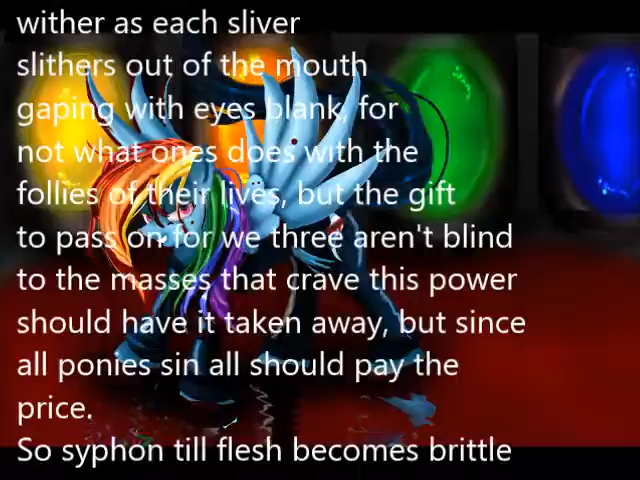 wither as each sliver
slithers out of the mouth
gaping with eyes blank, for
not what ones does with the
follies of their lives, but the gift
to pass on for we three aren't blind
to the masses that crave this power
should have it taken away, but since
all ponies sin all should pay the
price.
So syphon till flesh becomes brittle